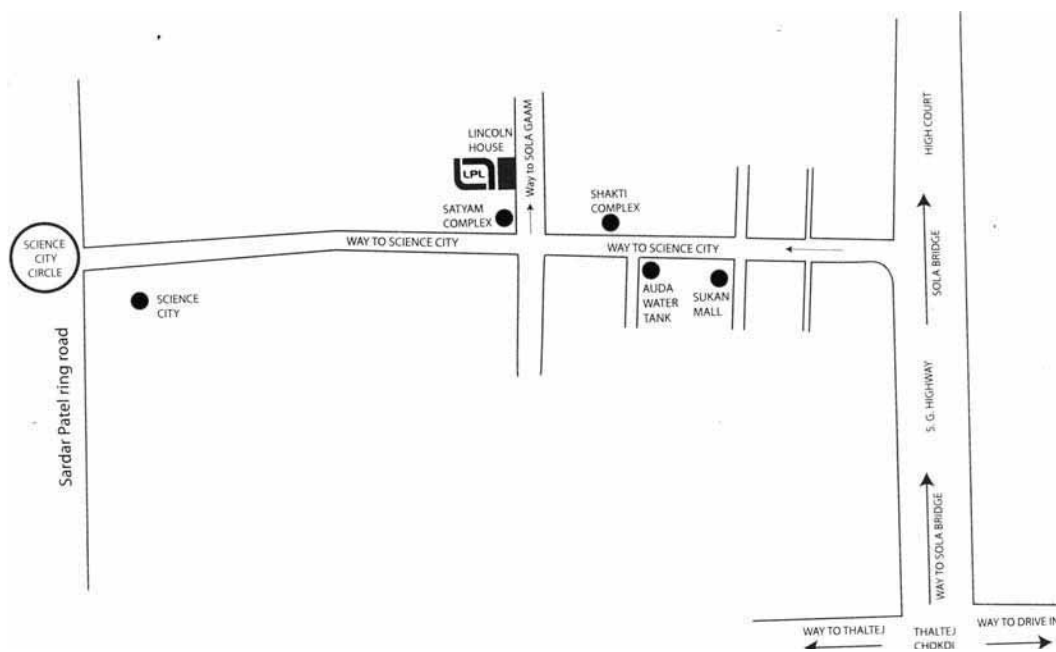 LINCOLN
HOUSE
LPL
Way to SOLA GAAM
SATYAM
COMPLEX
SHAKTI
COMPLEX
HIGH COURT
SCIENCE
CITY
CIRCLE
WAY TO SCIENCE CITY
WAY TO SCIENCE CITY
SOLA BRIDGE
SCIENCE
CITY
AUDA
WATER
TANK
SUKAN
MALL
Sardar Patel ring road
S. G. HIGHWAY
WAY TO SOLA BRIDGE
WAY TO THALTEJ
THALTEJ
CHOKDI
WAY TO DRIVE IN